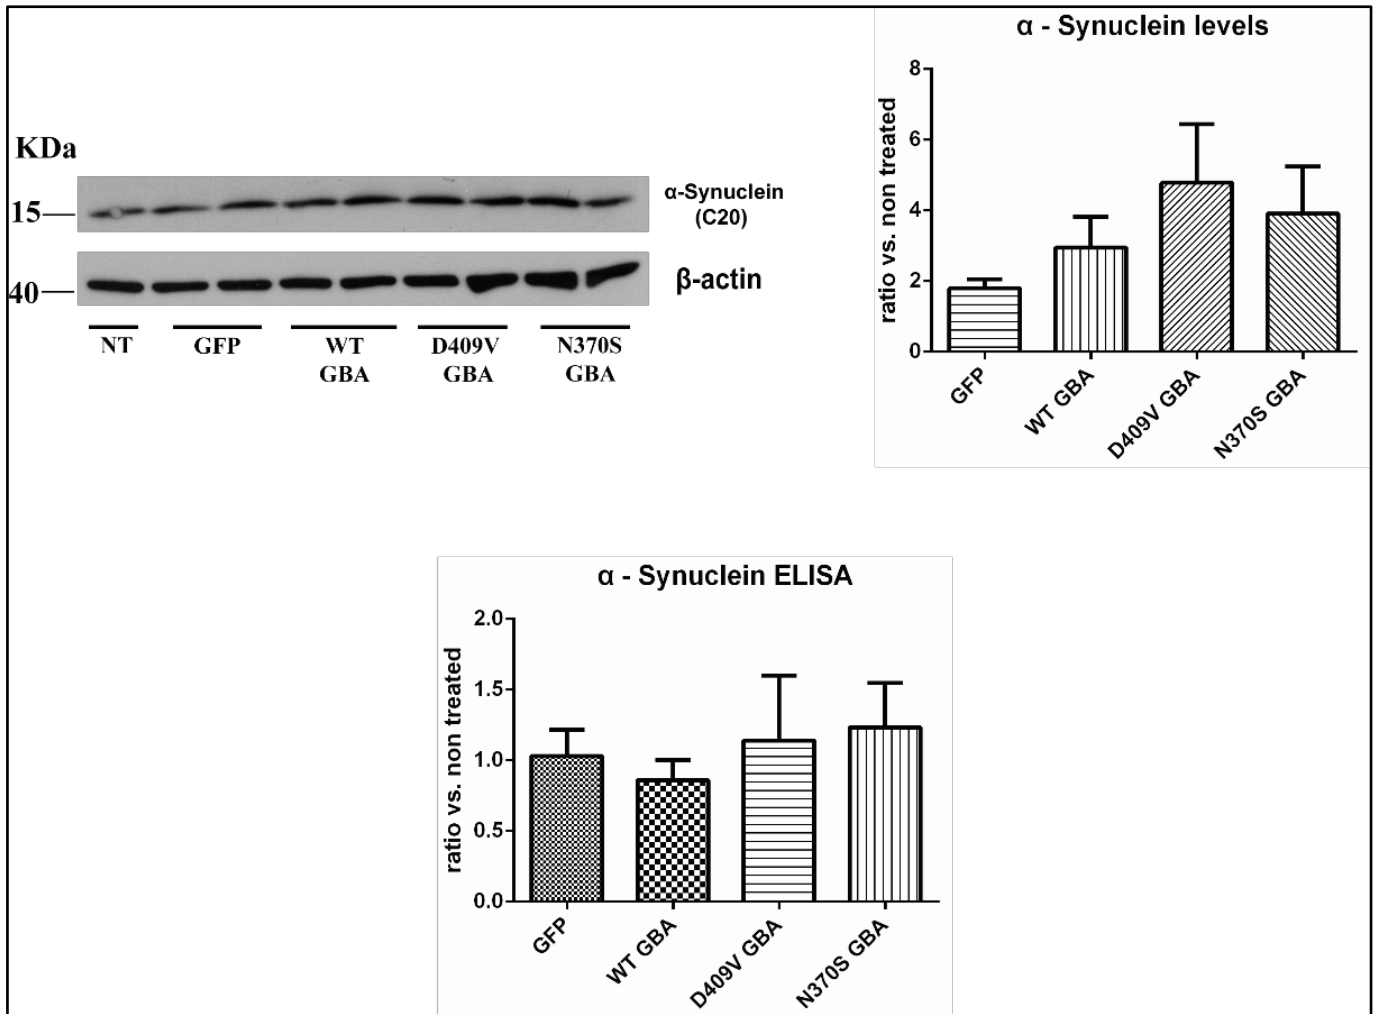 KDa
15
40
α-Synuclein
(C20)
β-actin
NT
GFP
WT
GBA
D409V
GBA
N370S
GBA
α - Synuclein levels
ratio vs. non treated
8
6
4
2
0
GFP
WT GBA
D409V GBA
N370S GBA
α - Synuclein ELISA
ratio vs. non treated
2.0
1.5
1.0
0.5
0.0
GFP
WT GBA
D409V GBA
N370S GBA